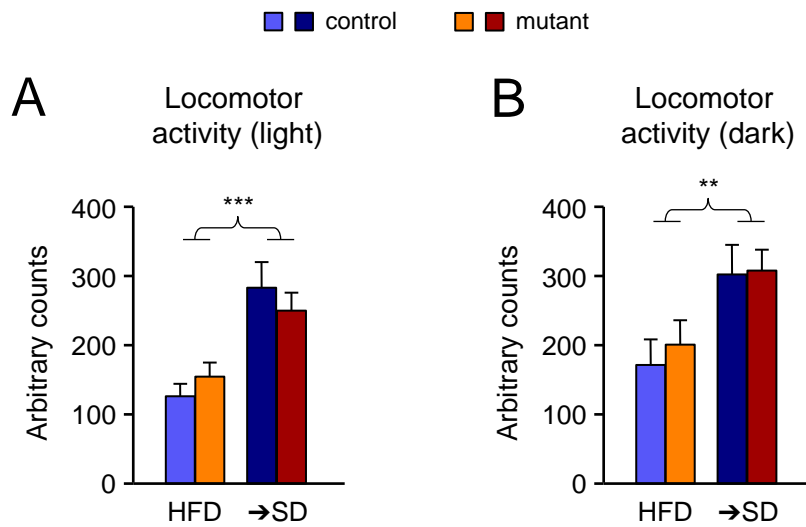 control mutant
A
Locomotor
activity (light)
B
Locomotor
activity (dark)
***
Arbitrary counts
400
300
200
100
0
HFD ➔SD
**
Arbitrary counts
400
300
200
100
0
HFD ➔SD